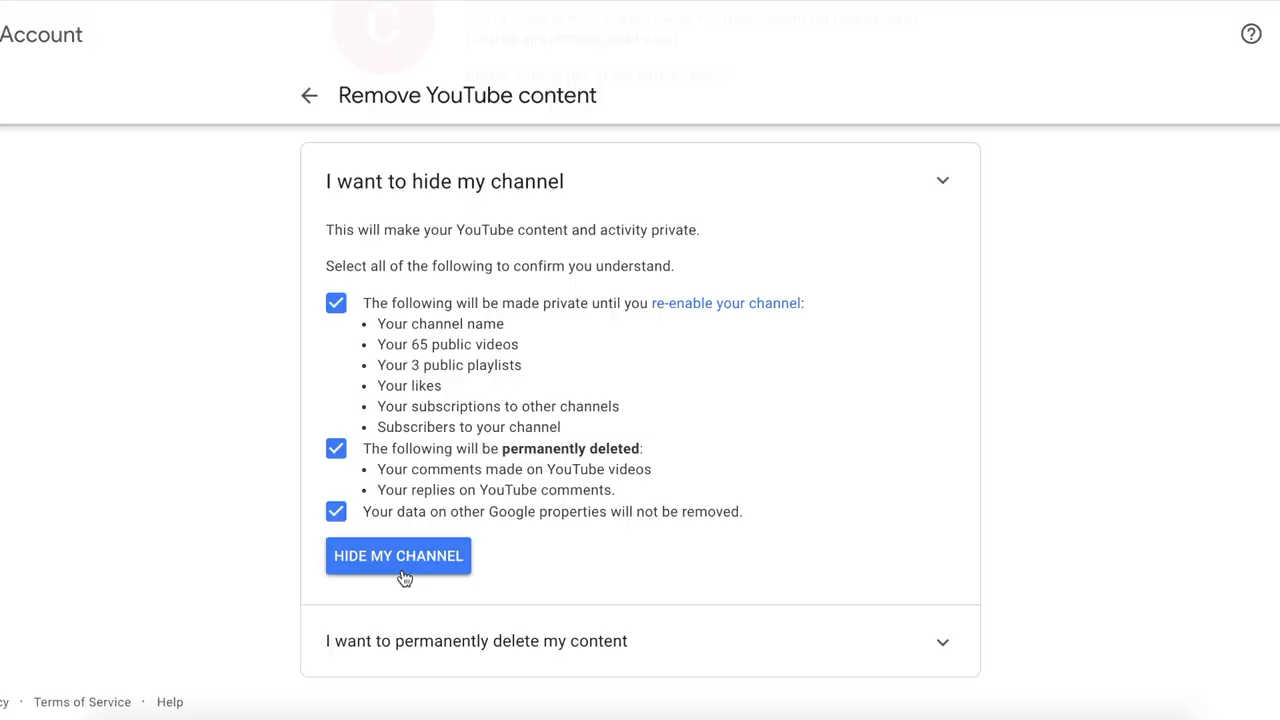 Account
Remove YouTube content
I want to hide my channel
This will make your YouTube content and activity private.
Select all of the following to confirm you understand.
The following will be made private until you re-enable your channel:
• Your channel name
• Your 65 public videos
• Your 3 public playlists
• Your likes
• Your subscriptions to other channels
• Subscribers to your channel
The following will be permanently deleted:
• Your comments made on YouTube videos
• Your replies on YouTube comments.
Your data on other Google properties will not be removed.
HIDE MY CHANNEL
I want to permanently delete my content
cy · Terms of Service · Help